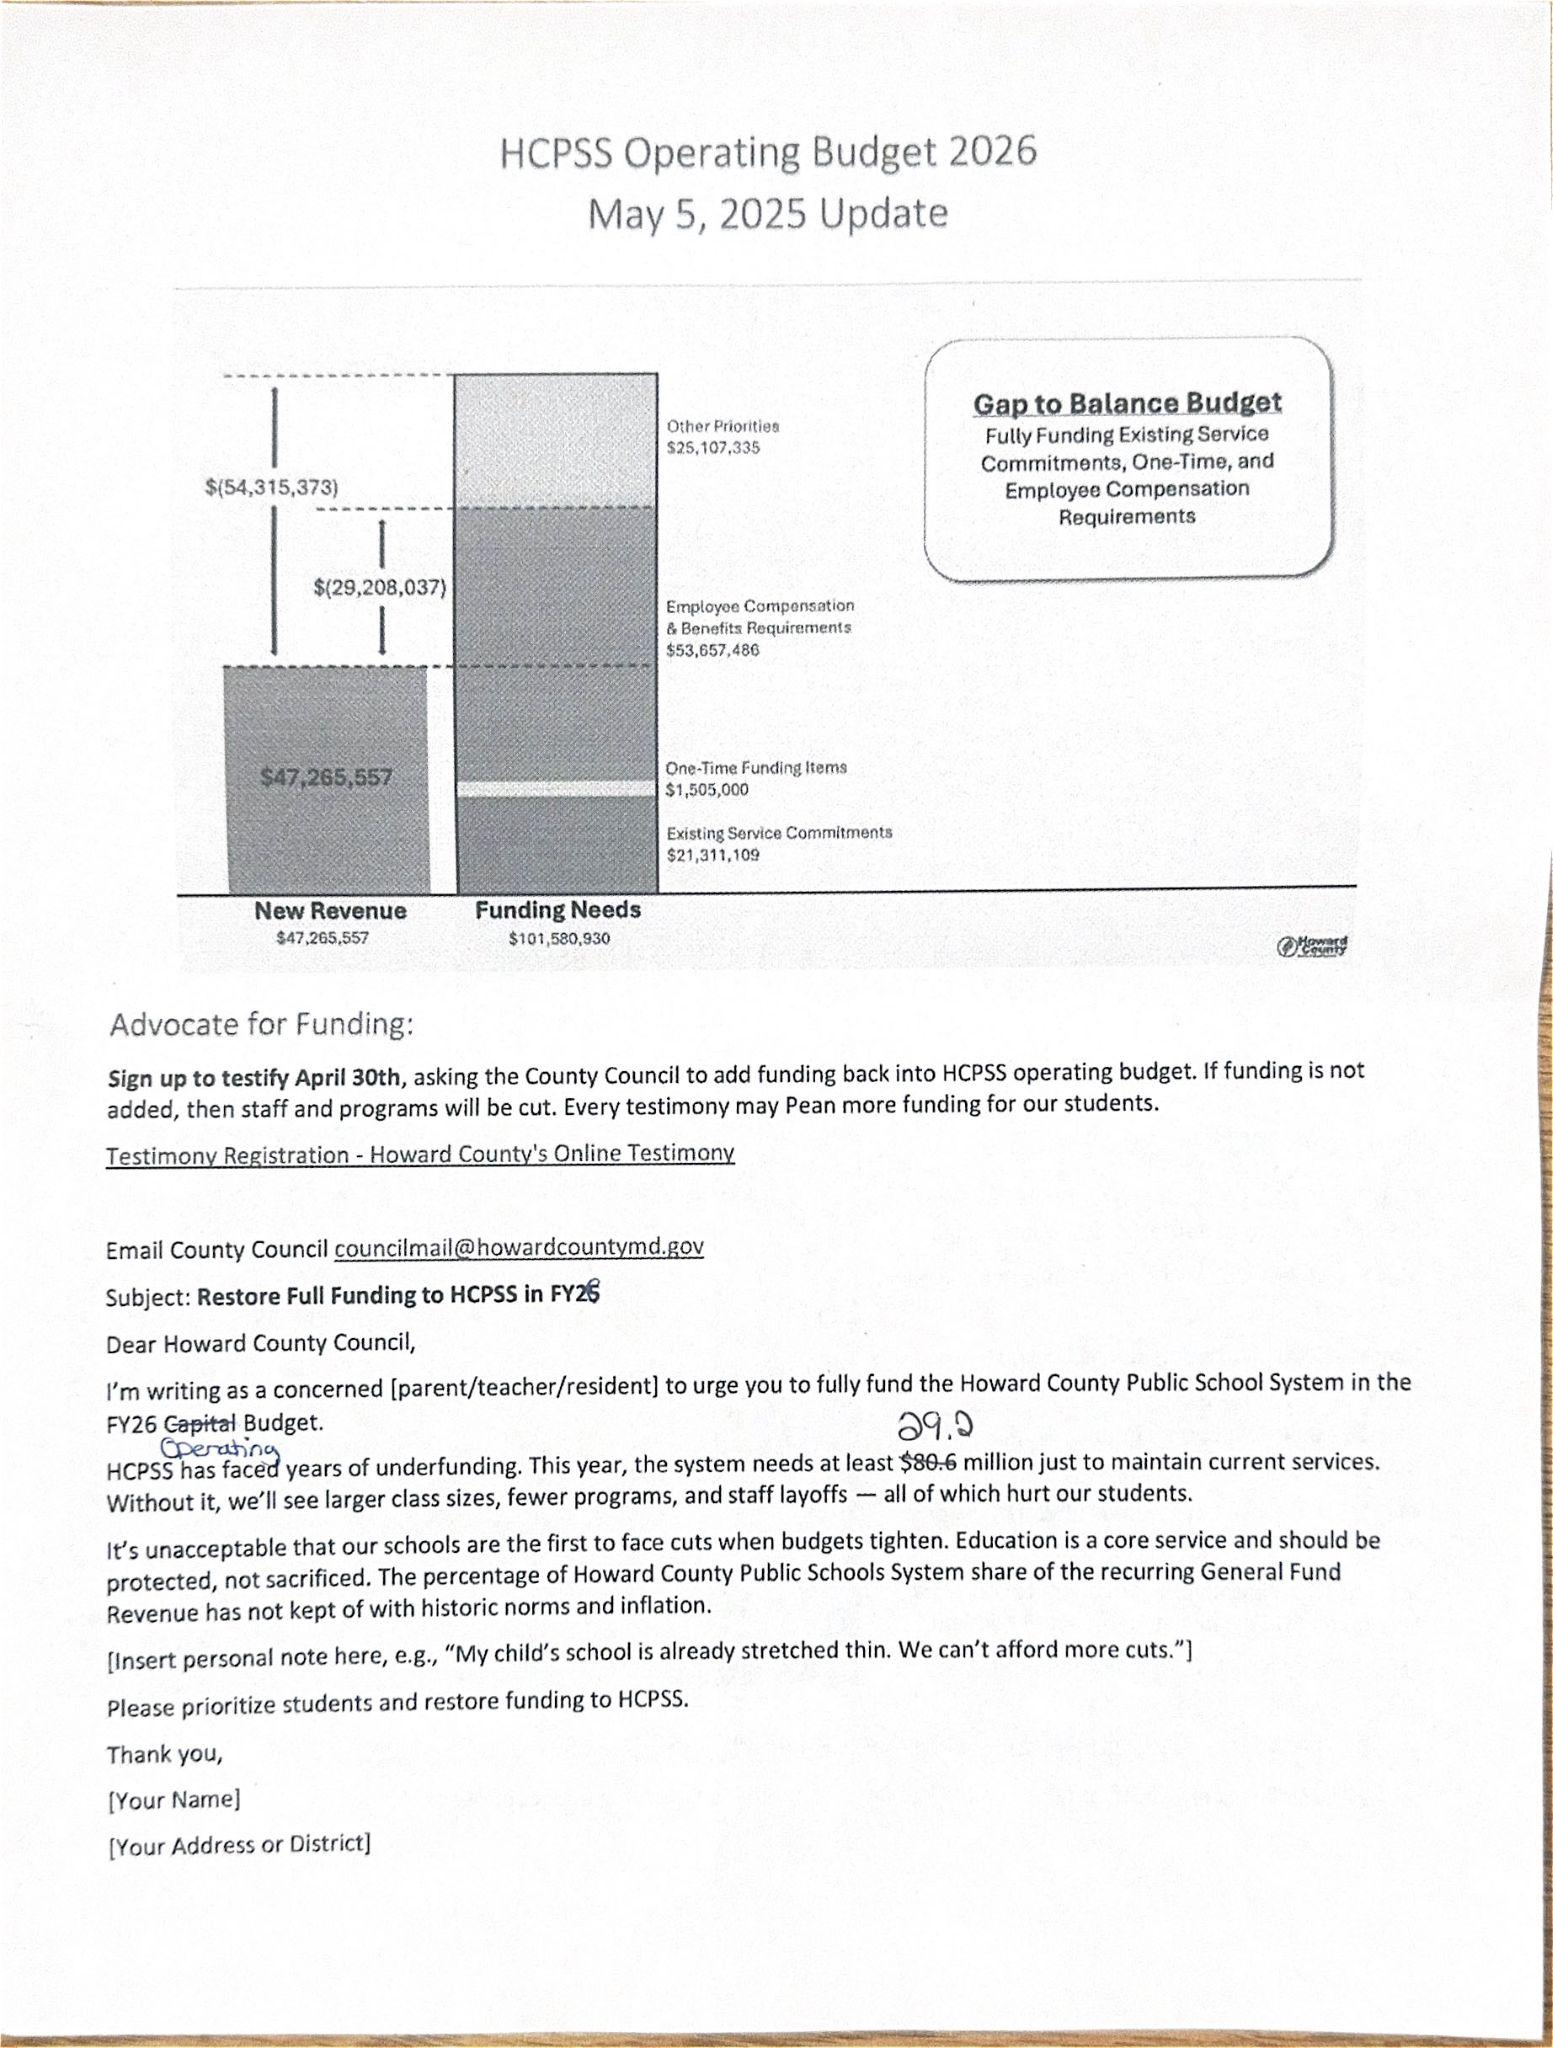 HCPSS Operating Budget 2026
May 5, 2025 Update
Other Priorities
$25,107,335
$(54,315,373)
$(29,208,037)
Employee Compensation
& Benefits Requirements
$53,657,486
$47,265,557
One-Time Funding Items
$1,505,000
Existing Service Commitments
$21,311,109
New Revenue
$47,265,557
Funding Needs
$101,580,930
Gap to Balance Budget
Fully Funding Existing Service
Commitments, One-Time, and
Employee Compensation
Requirements
Howard
County
Advocate for Funding:
Sign up to testify April 30th, asking the County Council to add funding back into HCPSS operating budget. If funding is not
added, then staff and programs will be cut. Every testimony may Pean more funding for our students.
Testimony Registration - Howard County's Online Testimony
Email County Council councilmail@howardcountymd.gov
Subject: Restore Full Funding to HCPSS in FY26
Dear Howard County Council,
I'm writing as a concerned [parent/teacher/resident] to urge you to fully fund the Howard County Public School System in the
FY26 Capital Budget.
Operating
29.2
HCPSS has faced years of underfunding. This year, the system needs at least $80.6 million just to maintain current services.
Without it, we'll see larger class sizes, fewer programs, and staff layoffs — all of which hurt our students.
It's unacceptable that our schools are the first to face cuts when budgets tighten. Education is a core service and should be
protected, not sacrificed. The percentage of Howard County Public Schools System share of the recurring General Fund
Revenue has not kept of with historic norms and inflation.
[Insert personal note here, e.g., “My child's school is already stretched thin. We can't afford more cuts.”]
Please prioritize students and restore funding to HCPSS.
Thank you,
[Your Name]
[Your Address or District]